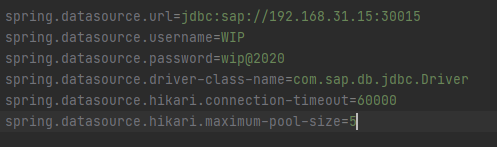 spring.datasource.url=jdbc:sap://192.168.31.15:30015
spring.datasource.username=WIP
spring.datasource.password=wip@2020
spring.datasource.driver-class-name=com.sap.db.jdbc.Driver
spring.datasource.hikari.connection-timeout=60000
spring.datasource.hikari.maximum-pool-size=5